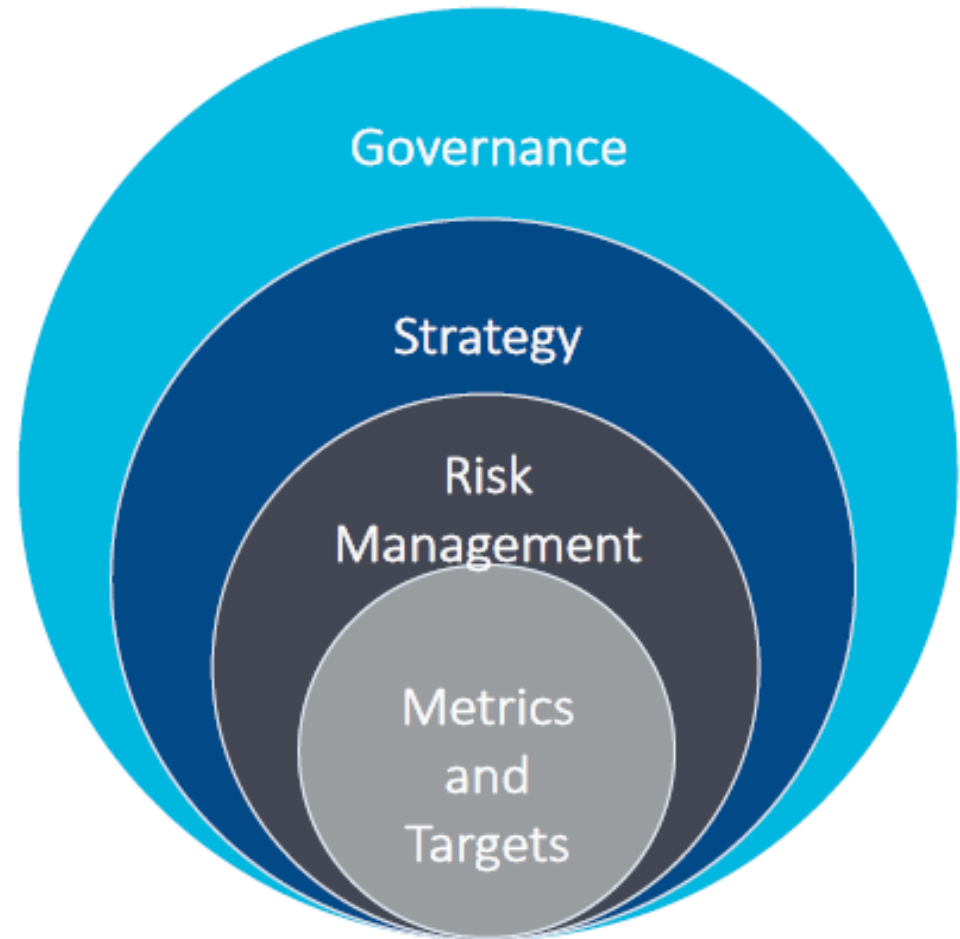 Governance
Strategy
Risk
Management
Metrics
and
Targets